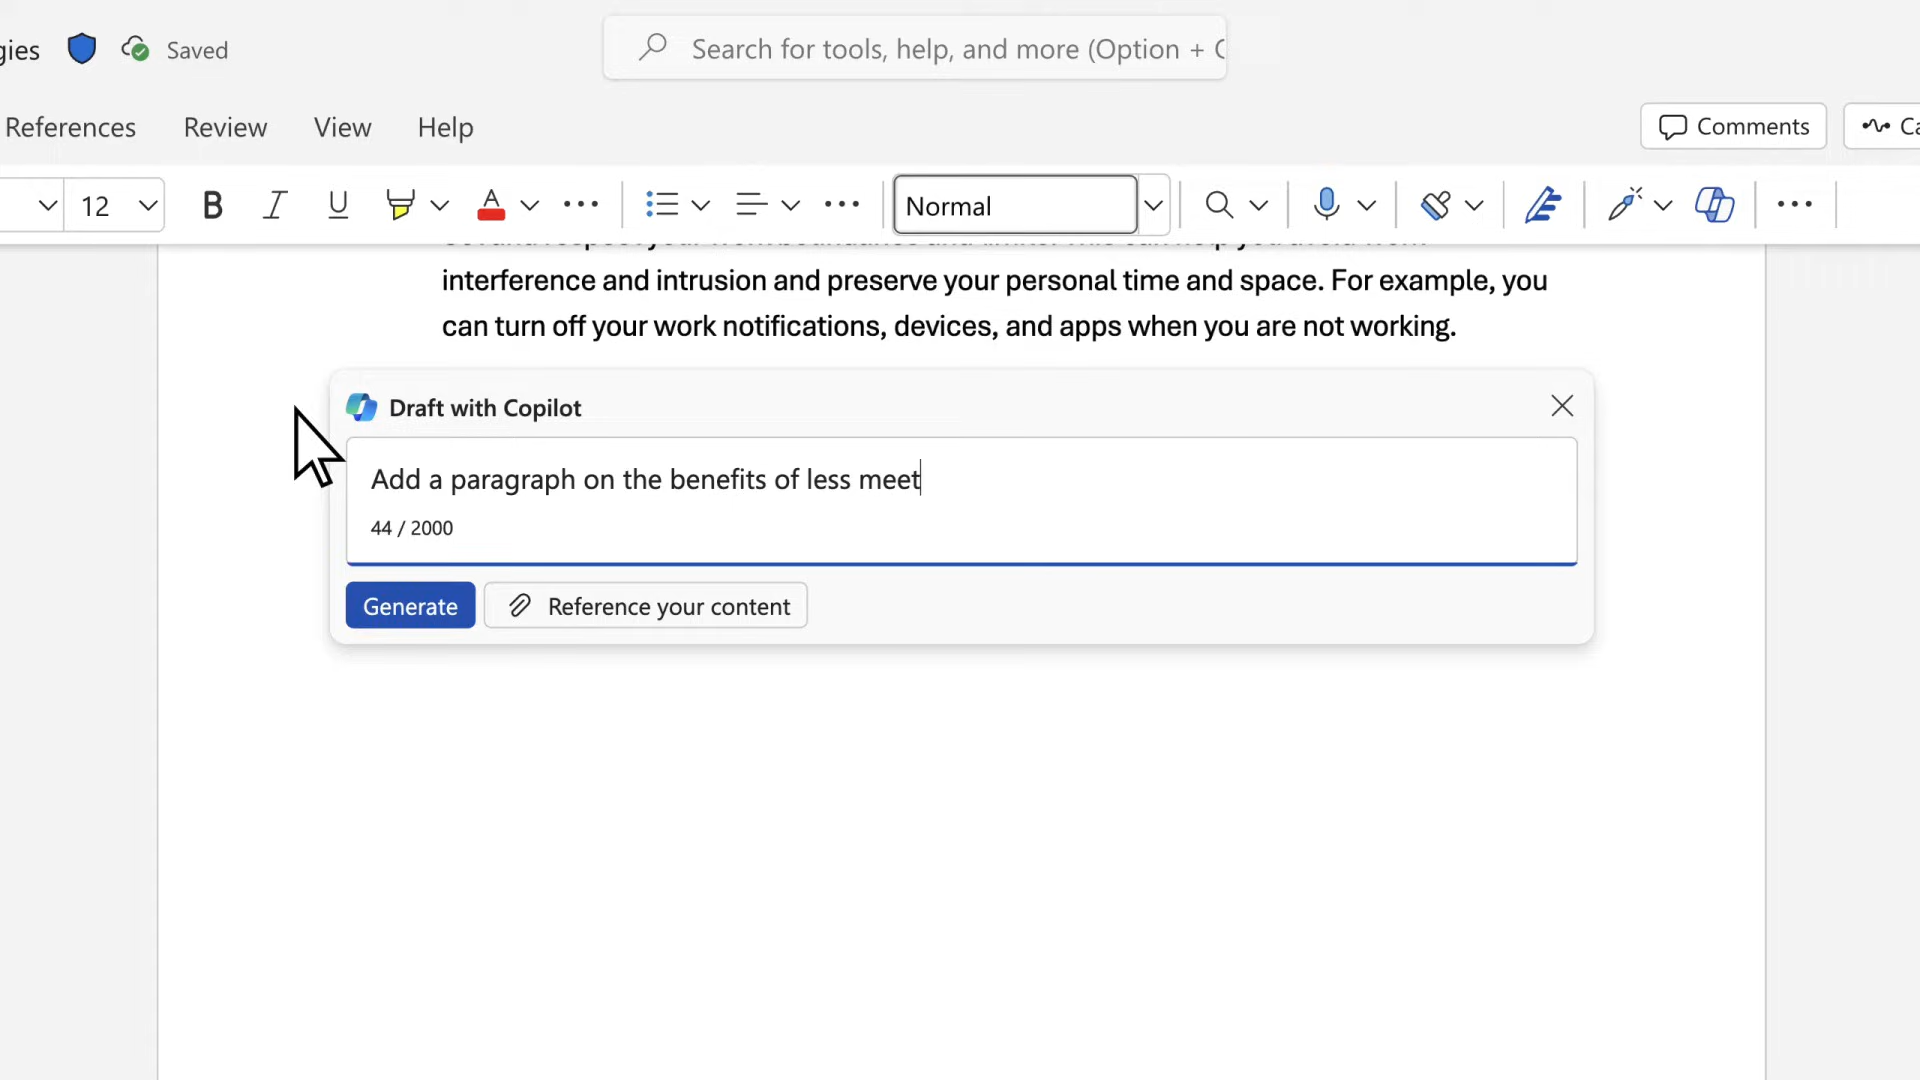 gies Saved Search for tools, help, and more (Option +
References Review View Help Comments
12 B I U A Normal
interference and intrusion and preserve your personal time and space. For example, you
can turn off your work notifications, devices, and apps when you are not working.
Draft with Copilot
Add a paragraph on the benefits of less meet
44 / 2000
Generate Reference your content